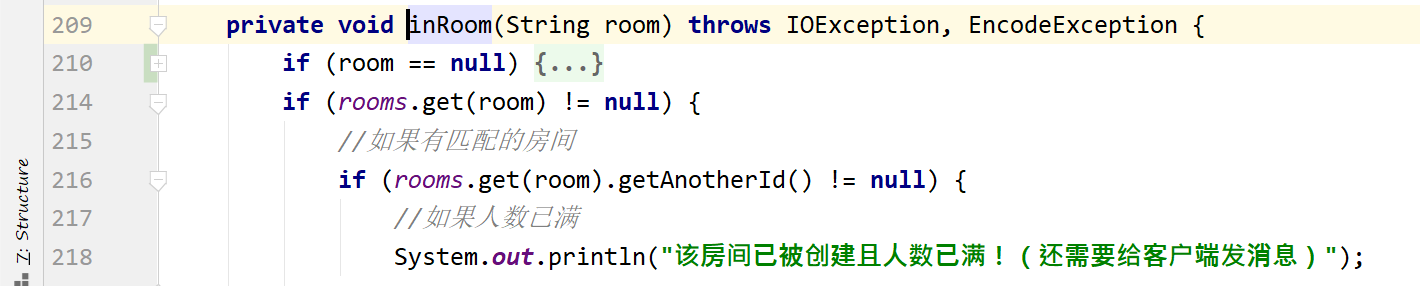 209 private void inRoom(String room) throws IOException, EncodeException {
210 if (room == null) {...}
214 if (rooms.get(room) != null) {
215 //如果有匹配的房间
216 if (rooms.get(room).getAnotherId() != null) {
217 //如果人数已满
218 System.out.println("该房间已被创建且人数已满！（还需要给客户端发消息）");
Z: Structure